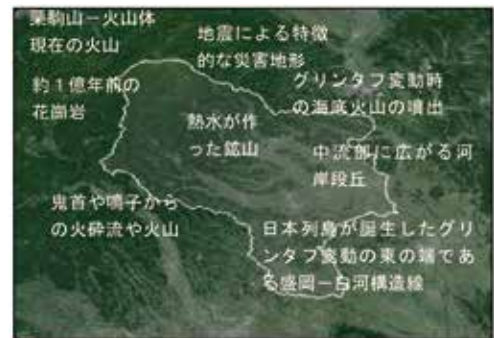 栗駒山－火山体
現在の火山
地震による特徴
的な災害地形
約１億年前の
花崗岩
グリンタフ変動時
の海底火山の噴出
熱水が作
った鉱山
中流部に広がる河
岸段丘
鬼首や鳴子から
の火砕流や火山
日本列島が誕生したグリ
ンタフ変動の東の端であ
る盛岡－白河構造線